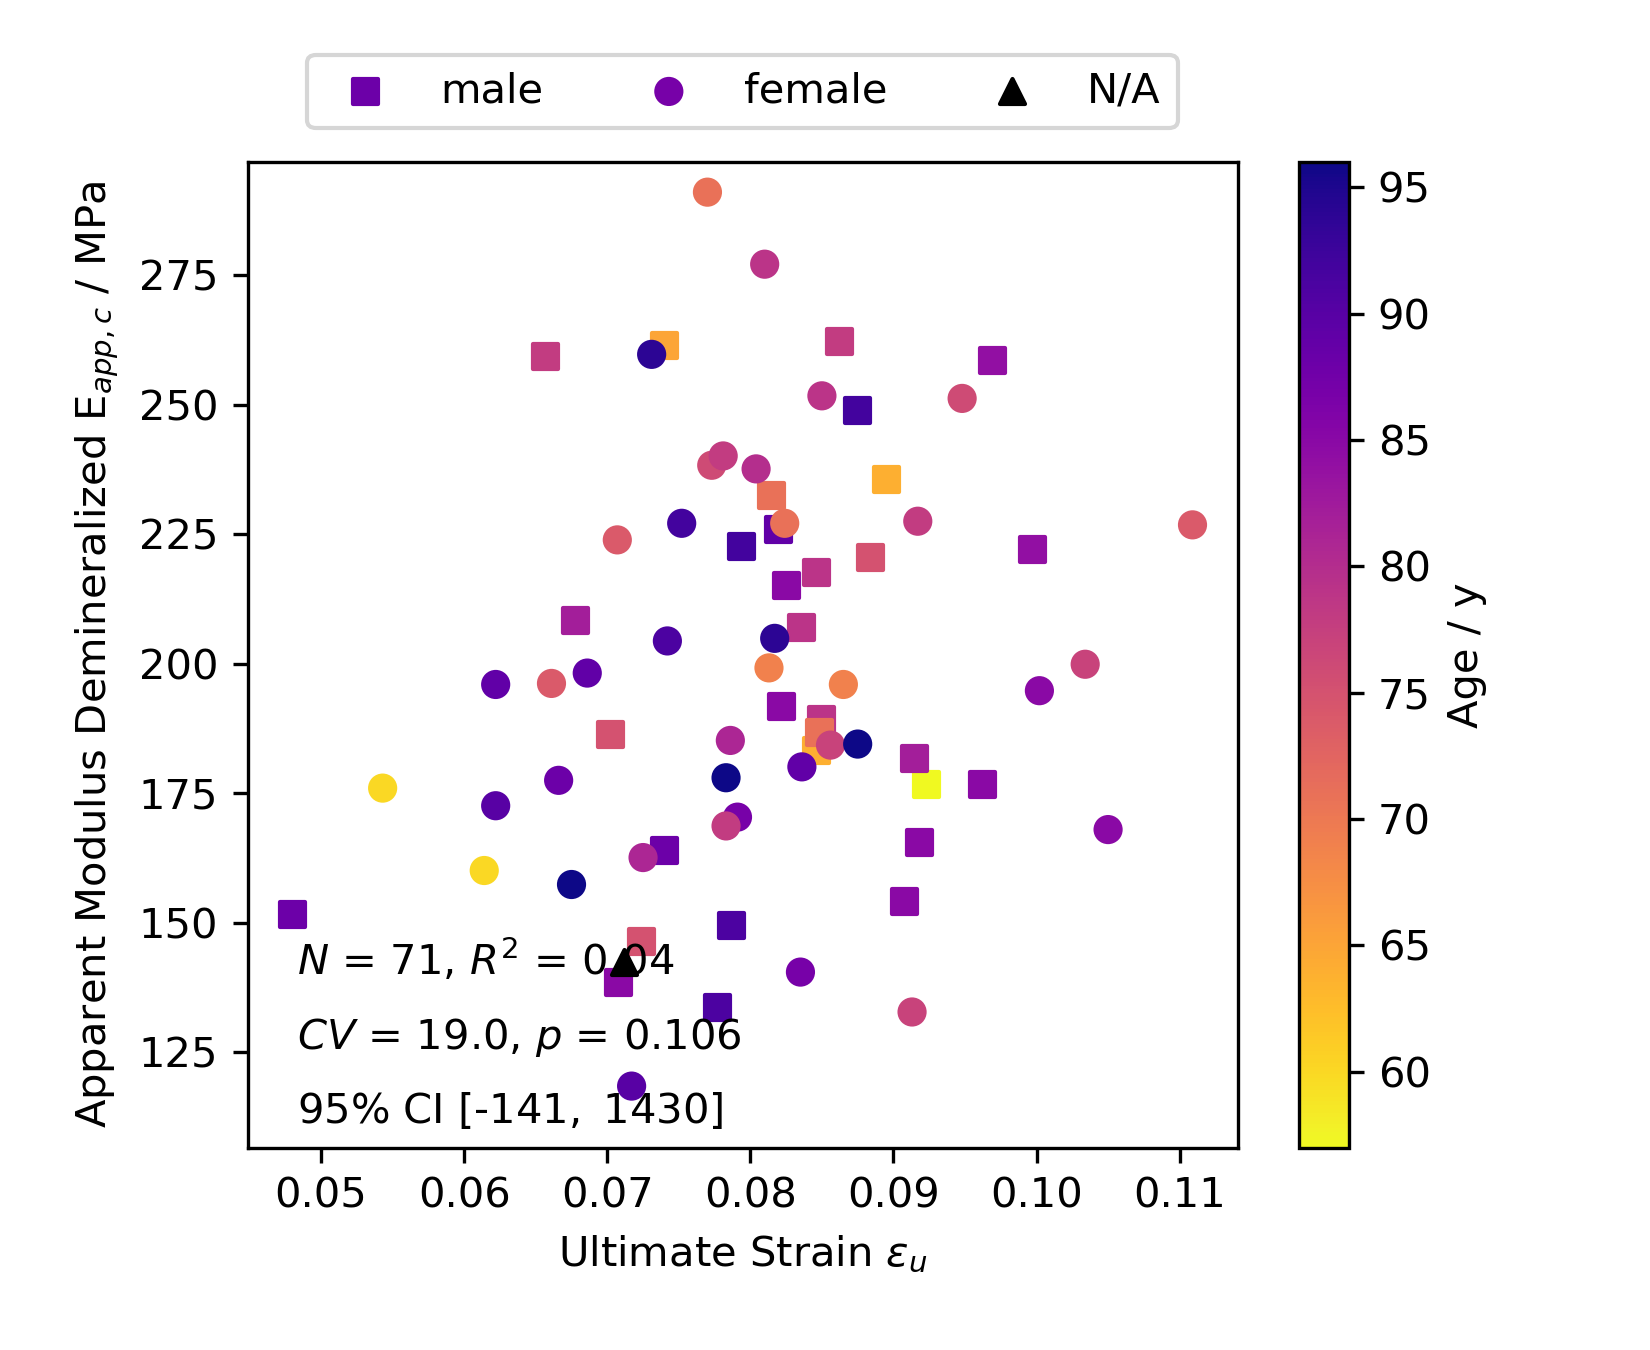 male female N/A
Apparent Modulus Demineralized E_app,c / MPa
275
250
225
200
175
150
125
N = 71, R² = 0.04
CV = 19.0, p = 0.106
95% CI [-141, 1430]
0.05 0.06 0.07 0.08 0.09 0.10 0.11
Ultimate Strain ε_u
95
90
85
80
75
70
65
60
Age / y